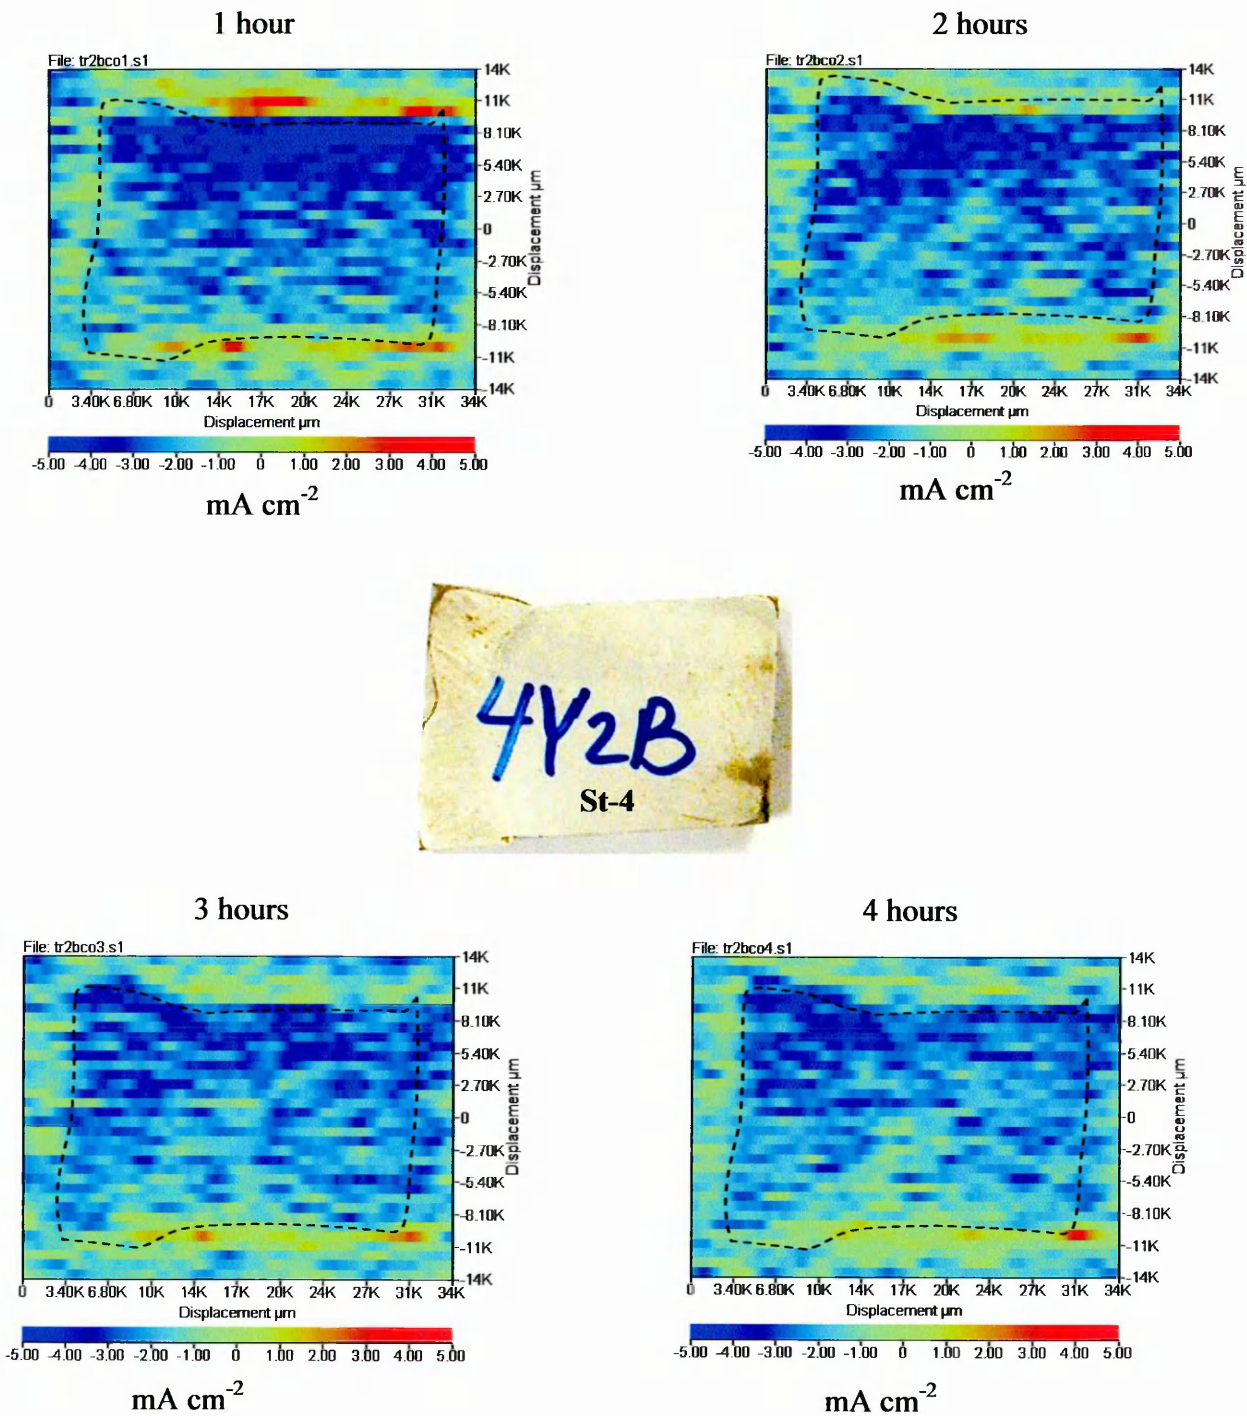 1 hour
File: tr2bco1.s1
14K
11K
8.10K
5.40K
2.70K
0
-2.70K
-5.40K
-8.10K
-11K
-14K
Displacement µm
0 3.40K 6.80K 10K 14K 17K 20K 24K 27K 31K 34K
Displacement µm
-5.00 -4.00 -3.00 -2.00 -1.00 0 1.00 2.00 3.00 4.00 5.00
mA cm-2
2 hours
File: tr2bco2.s1
14K
11K
8.10K
5.40K
2.70K
0
-2.70K
-5.40K
-8.10K
-11K
-14K
Displacement µm
0 3.40K 6.80K 10K 14K 17K 20K 24K 27K 31K 34K
Displacement µm
-5.00 -4.00 -3.00 -2.00 -1.00 0 1.00 2.00 3.00 4.00 5.00
mA cm-2
4Y2B
St-4
3 hours
File: tr2bco3.s1
14K
11K
8.10K
5.40K
2.70K
0
-2.70K
-5.40K
-8.10K
-11K
-14K
Displacement µm
0 3.40K 6.80K 10K 14K 17K 20K 24K 27K 31K 34K
Displacement µm
-5.00 -4.00 -3.00 -2.00 -1.00 0 1.00 2.00 3.00 4.00 5.00
mA cm-2
4 hours
File: tr2bco4.s1
14K
11K
8.10K
5.40K
2.70K
0
-2.70K
-5.40K
-8.10K
-11K
-14K
Displacement µm
0 3.40K 6.80K 10K 14K 17K 20K 24K 27K 31K 34K
Displacement µm
-5.00 -4.00 -3.00 -2.00 -1.00 0 1.00 2.00 3.00 4.00 5.00
mA cm-2